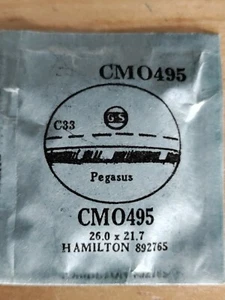 CMO495
GS
C33
Pegasus
CMO495
26.0 x 21.7
HAMILTON 892765